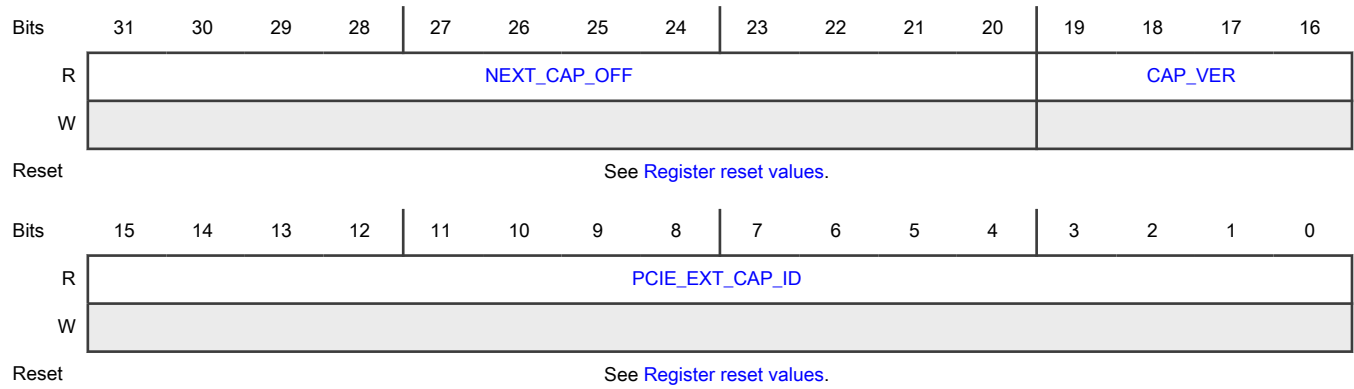 Bits 31 30 29 28 27 26 25 24 23 22 21 20 19 18 17 16
R NEXT_CAP_OFF CAP_VER
W
Reset See Register reset values.
Bits 15 14 13 12 11 10 9 8 7 6 5 4 3 2 1 0
R PCIE_EXT_CAP_ID
W
Reset See Register reset values.